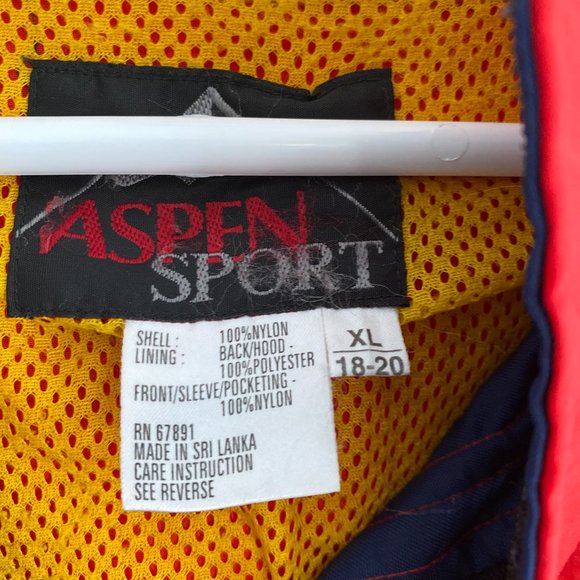 ASPEN
SPORT
SHELL : 100%NYLON
LINING : BACK/HOOD -
100%POLYESTER
FRONT/SLEEVE/POCKETING -
100%NYLON
RN 67891
MADE IN SRI LANKA
CARE INSTRUCTION
SEE REVERSE
XL
18-20